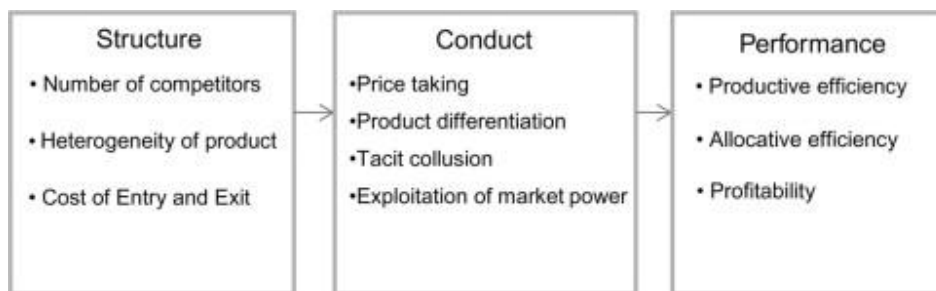 Structure
• Number of competitors
• Heterogeneity of product
• Cost of Entry and Exit
Conduct
•Price taking
•Product differentiation
•Tacit collusion
•Exploitation of market power
Performance
• Productive efficiency
• Allocative efficiency
• Profitability